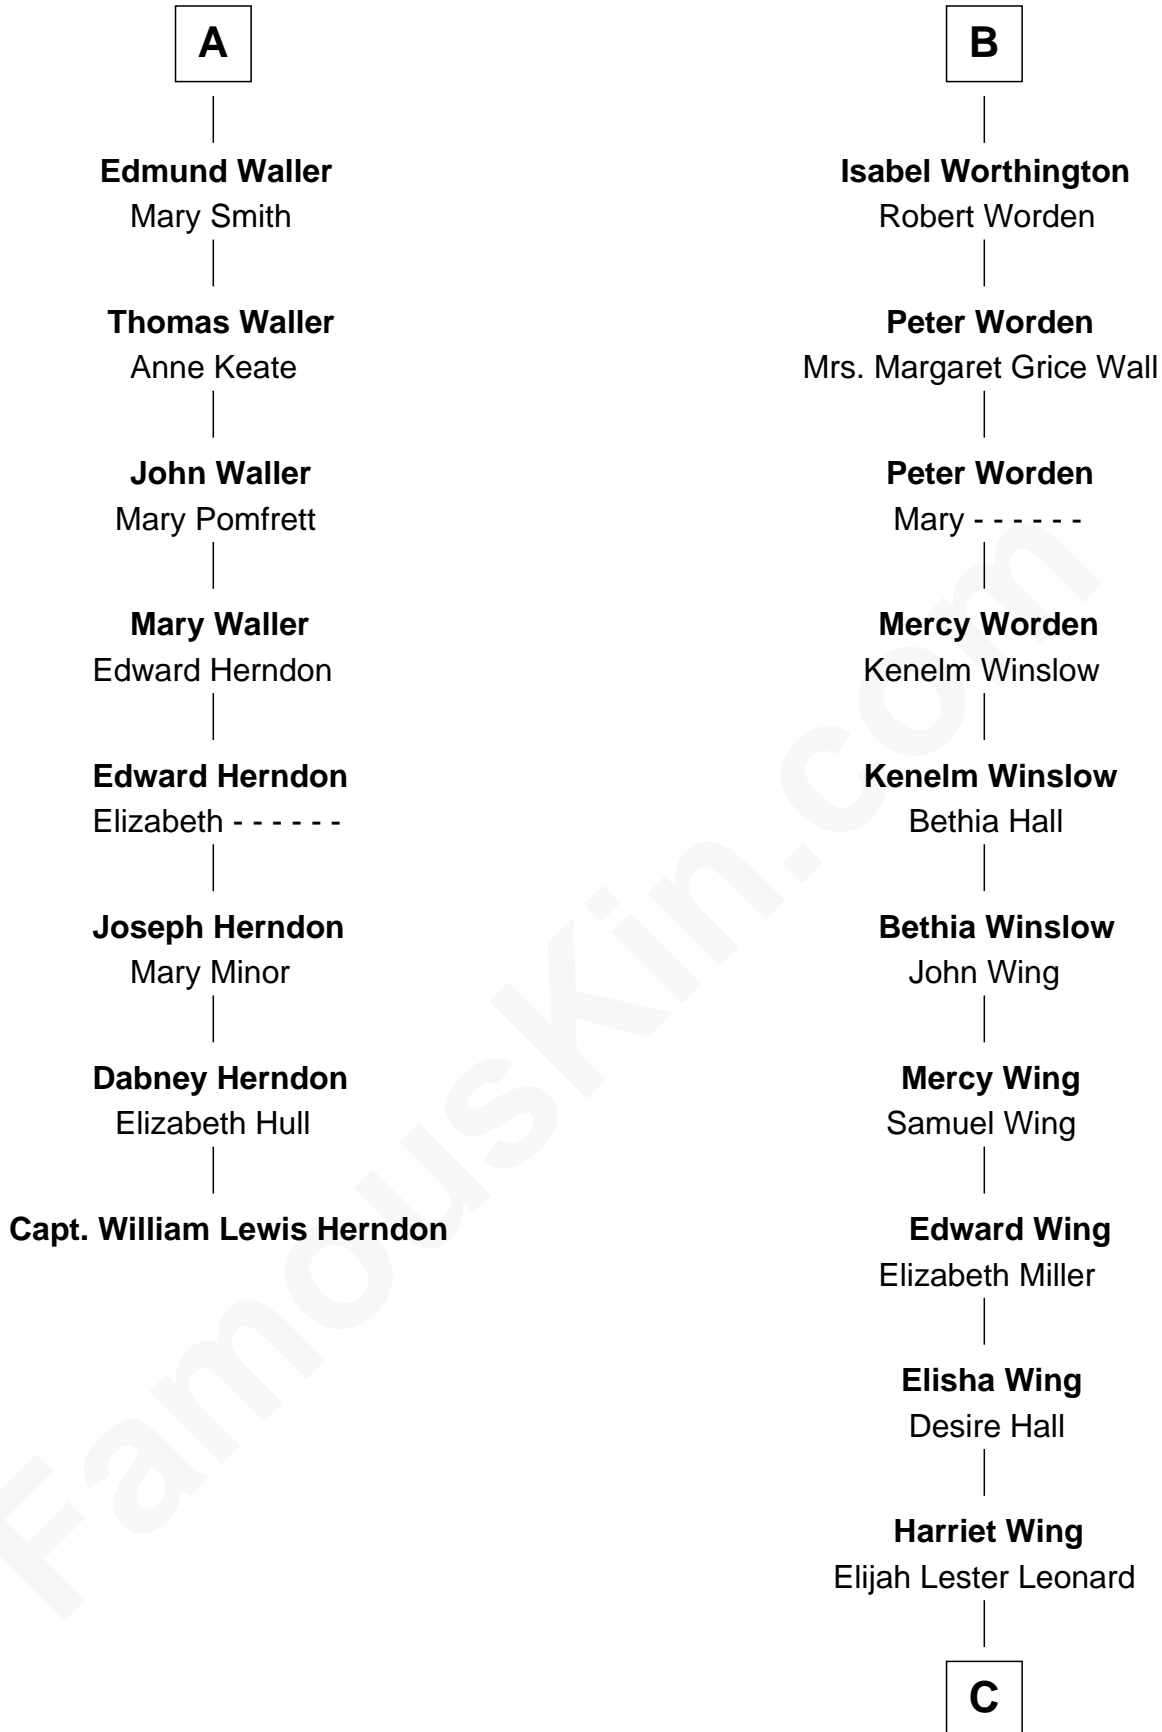 A
Edmund Waller
Mary Smith
Thomas Waller
Anne Keate
John Waller
Mary Pomfrett
Mary Waller
Edward Herndon
Edward Herndon
Elizabeth - - - - - -
Joseph Herndon
Mary Minor
Dabney Herndon
Elizabeth Hull
Capt. William Lewis Herndon
B
Isabel Worthington
Robert Worden
Peter Worden
Mrs. Margaret Grice Wall
Peter Worden
Mary - - - - - -
Mercy Worden
Kenelm Winslow
Kenelm Winslow
Bethia Hall
Bethia Winslow
John Wing
Mercy Wing
Samuel Wing
Edward Wing
Elizabeth Miller
Elisha Wing
Desire Hall
Harriet Wing
Elijah Lester Leonard
C
FamousKin.com